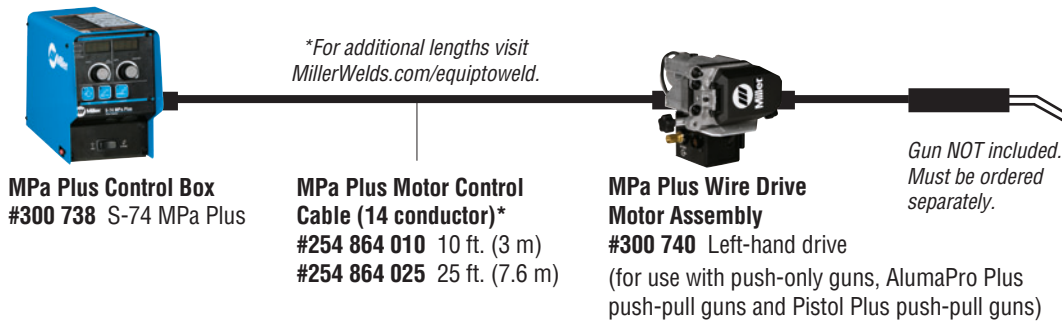 *For additional lengths visit
MillerWelds.com/equiptoweld.
Miller
Gun NOT included.
Must be ordered
separately.
MPa Plus Control Box
#300 738 S-74 MPa Plus
MPa Plus Motor Control
Cable (14 conductor)*
#254 864 010 10 ft. (3 m)
#254 864 025 25 ft. (7.6 m)
MPa Plus Wire Drive
Motor Assembly
#300 740 Left-hand drive
(for use with push-only guns, AlumaPro Plus
push-pull guns and Pistol Plus push-pull guns)